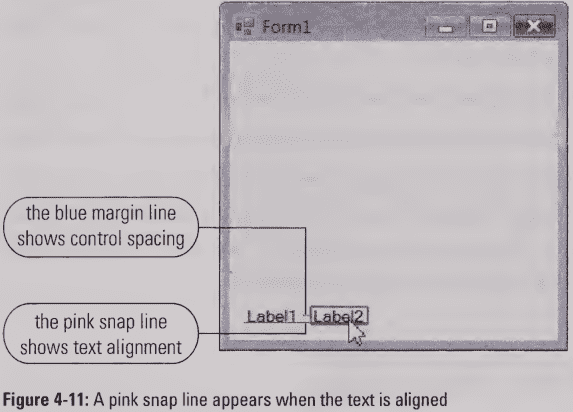 Form1
the blue margin line
shows control spacing
Label1 Label2
the pink snap line
shows text alignment
Figure 4-11: A pink snap line appears when the text is aligned